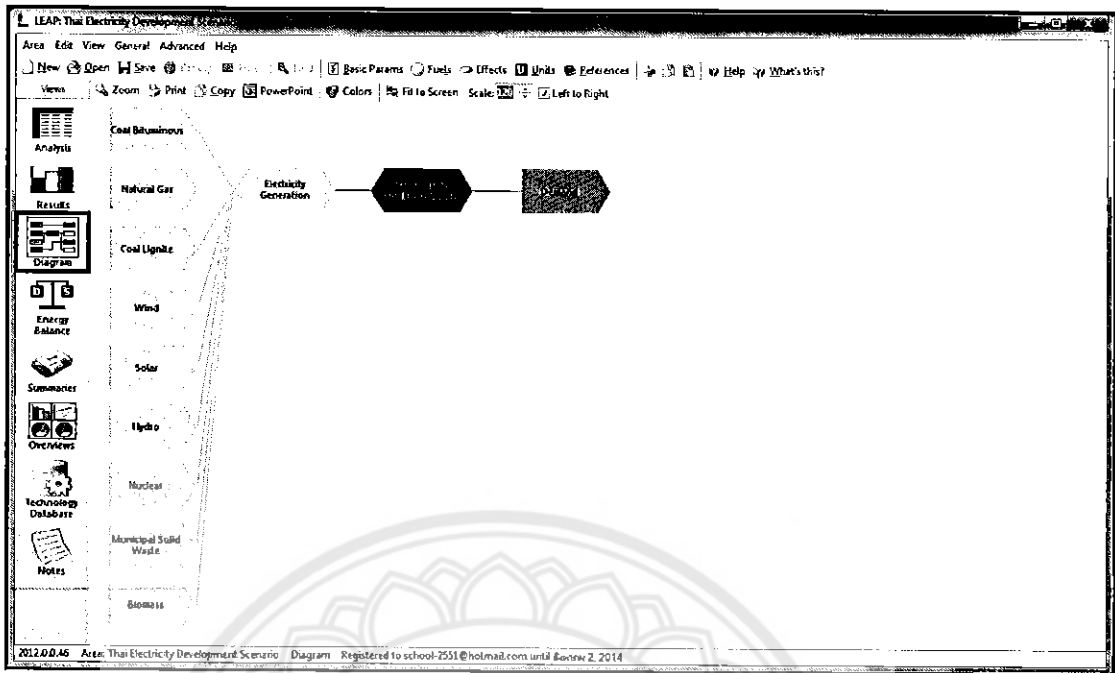 LEAP: Thai Electricity Development
Area Edit View General Advanced Help
New Open Save Basic Params Fuels Effects Units References Help What's this?
Views Zoom Print Copy PowerPoint Colors Fit to Screen Scale: Left to Right
Analysis
Results
Diagram
Energy
Balance
Summaries
Overviews
Technology
Database
Notes
Coal Bituminous
Natural Gas
Coal Lignite
Wind
Solar
Hydro
Nuclear
Municipal Solid
Waste
Biomass
Electricity
Generation
2012.0.0.46 Area: Thai Electricity Development Scenario Diagram Registered to school-2551@hotmail.com until 2, 2014